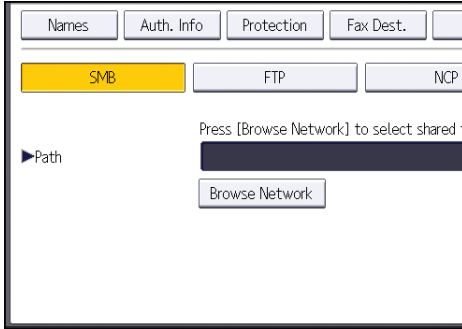 Names Auth. Info Protection Fax Dest.
SMB FTP NCP
Press [Browse Network] to select shared
▶Path
Browse Network